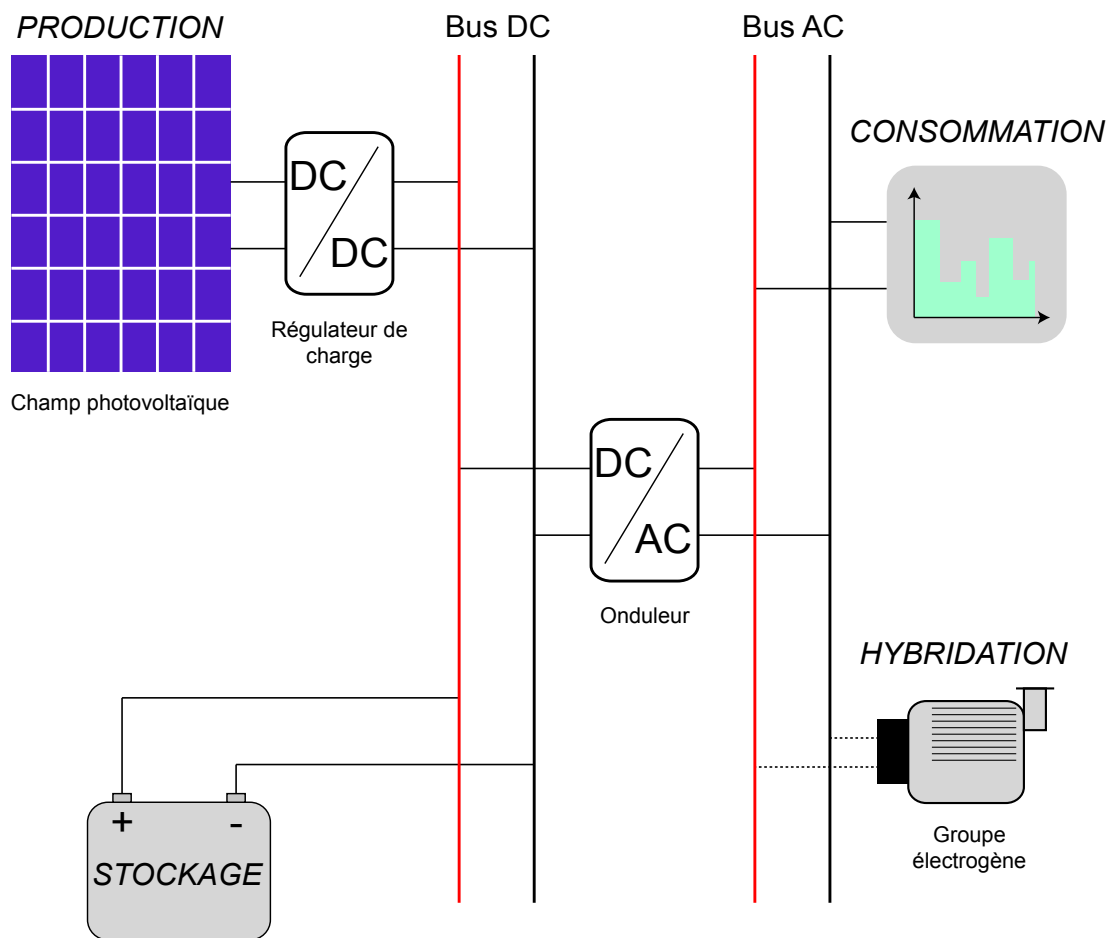 PRODUCTION
Bus DC
Bus AC
CONSOMMATION
DC
DC
Régulateur de
charge
Champ photovoltaïque
DC
AC
Onduleur
HYBRIDATION
Groupe
électrogène
+ -
STOCKAGE